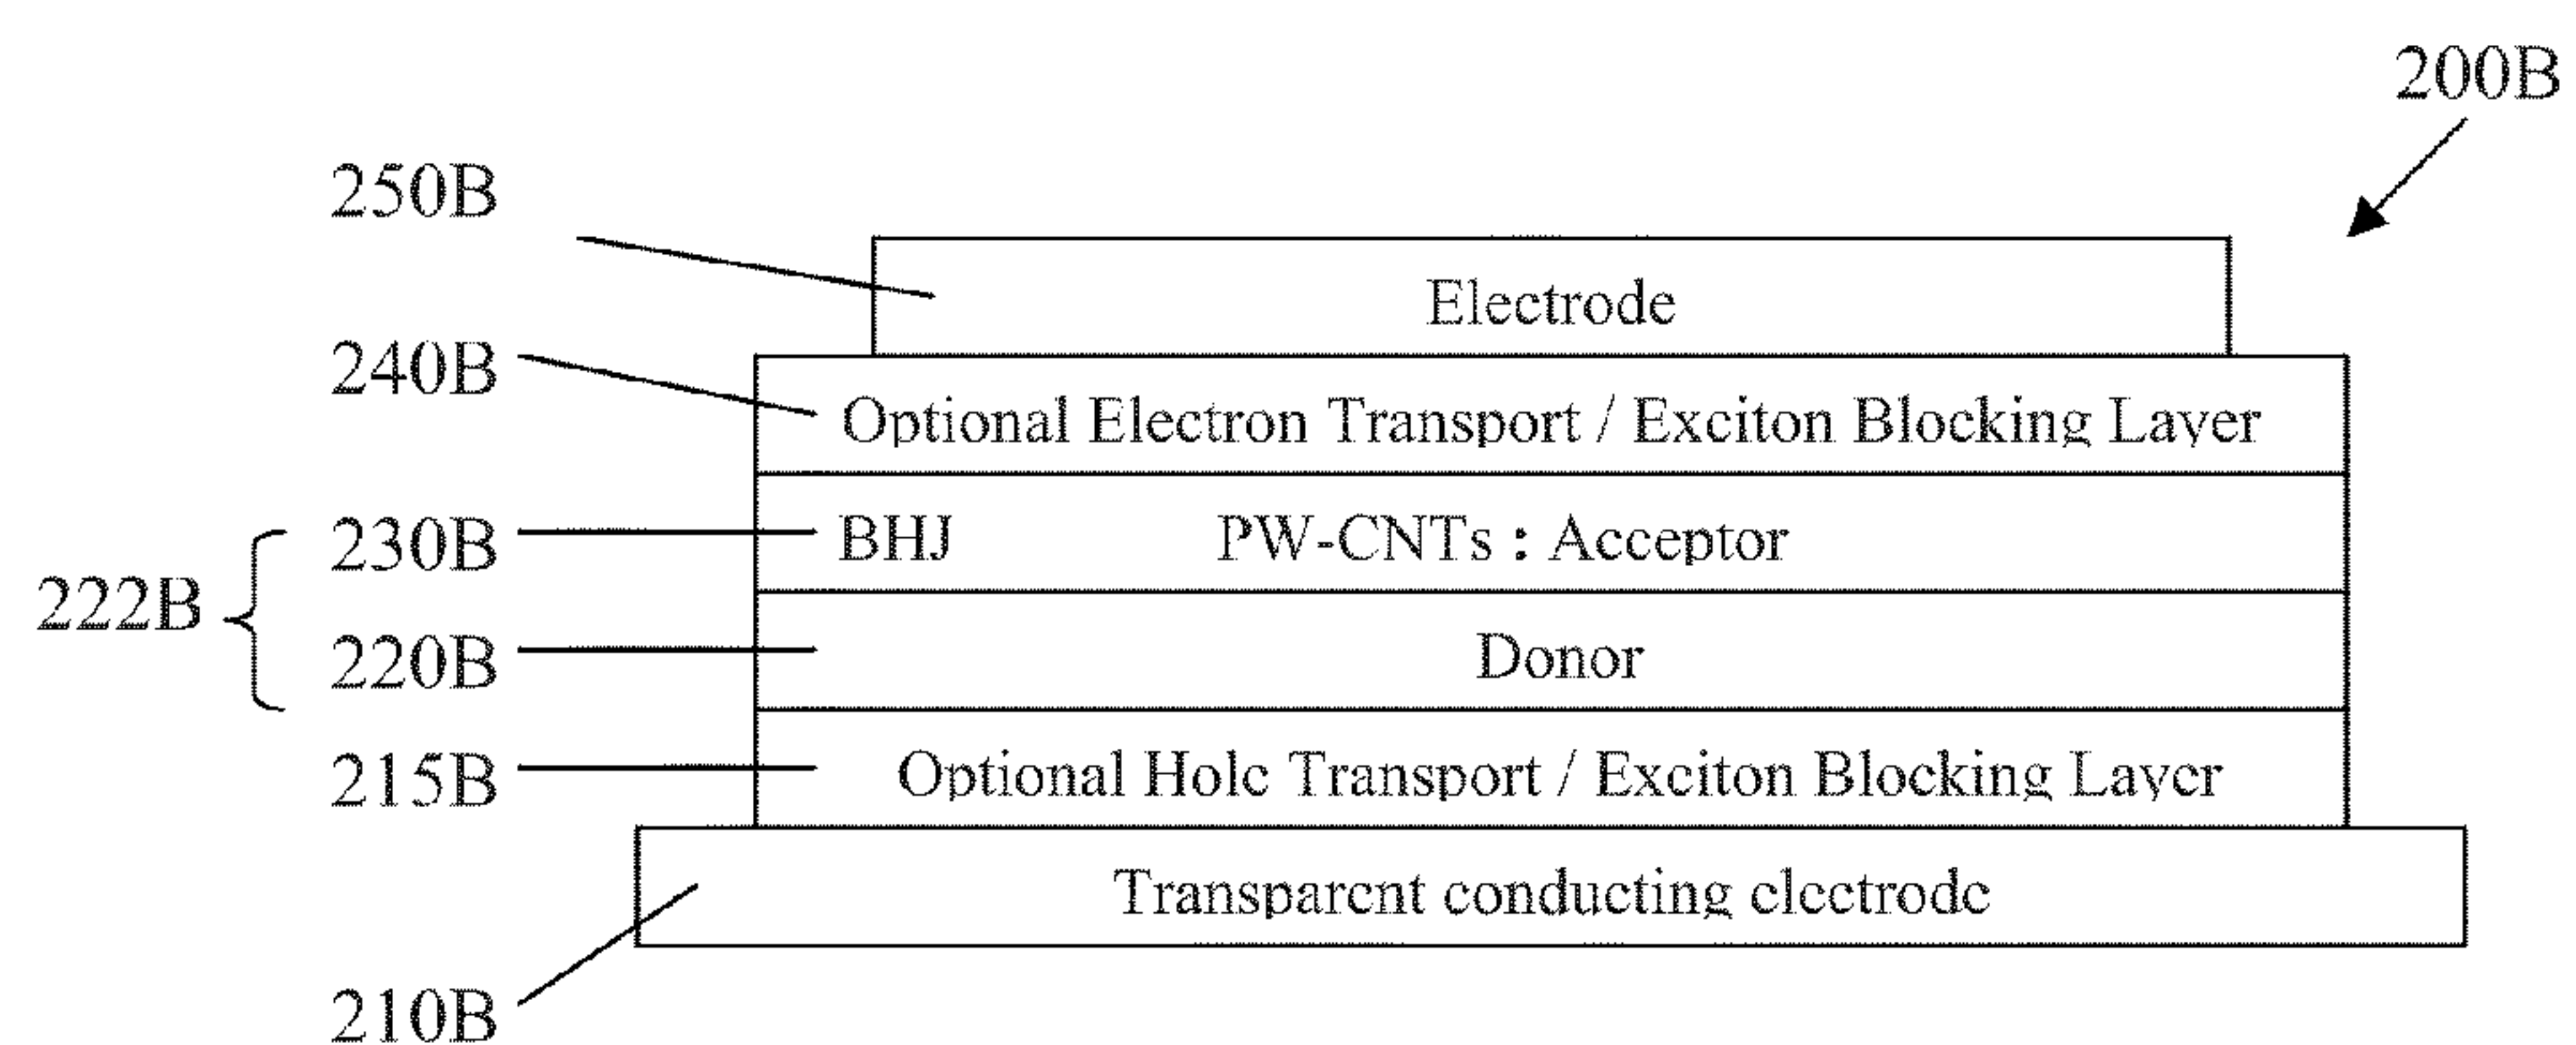 200B
250B
Electrode
240B
Optional Electron Transport / Exciton Blocking Layer
230B
BHJ PW-CNTs : Acceptor
222B
220B
Donor
215B
Optional Hole Transport / Exciton Blocking Layer
Transparent conducting electrode
210B